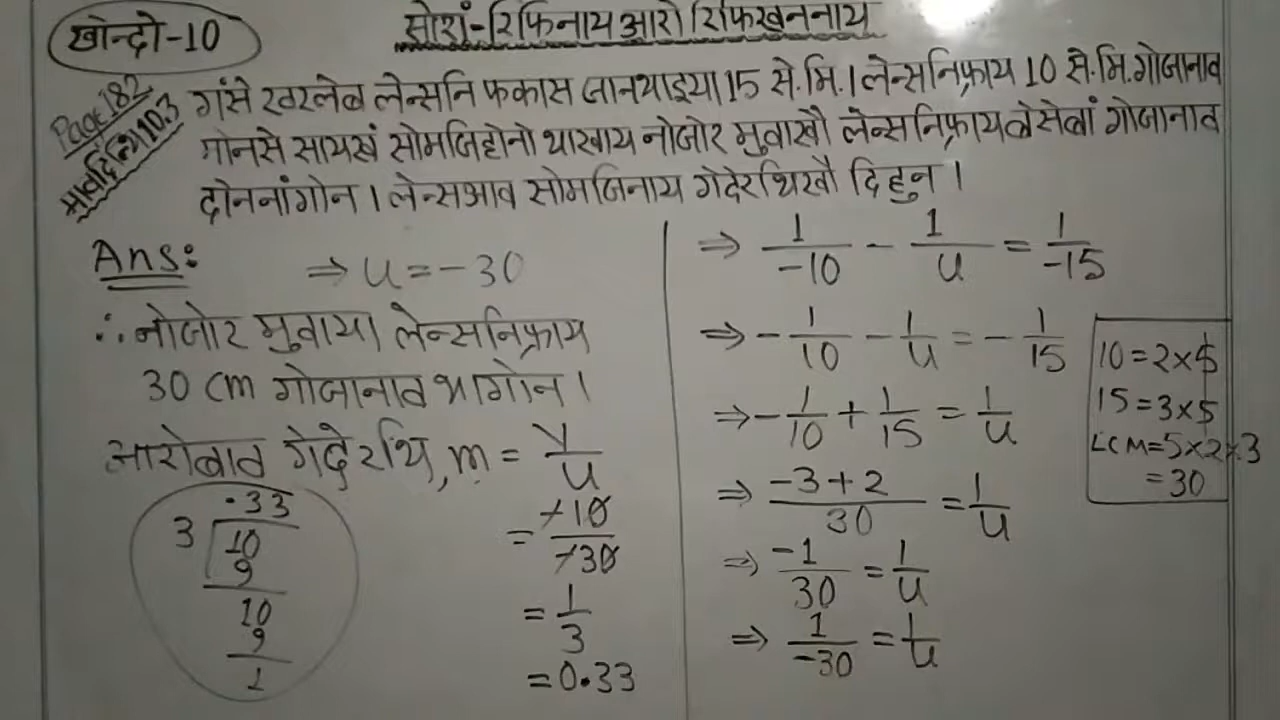 खोन्दो-10
सोरां-रिफिनाय आरो रिफिखननाय
PAGE 182
10.3
गंसे खरलेब लेन्सनि फकास जानथाइया 15 से.मि.। लेन्सनिफ्राय 10 से.मि. गोजानाव
गोनसे सायखं सोमजिहोनो थाखाय नोजोर मुवाखौ लेन्सनिफ्राय बेसेबां गोजानाव
दोननांगोन। लेन्सआव सोमजिनाय गेदेरथिखौ दिहुन।
Ans:
⇒ u = -30
∴ नोजोर मुवाया लेन्सनिफ्राय
30 cm गोजानाव थागोन।
आरोबाव गेदेरथि, m = v/u
= -10/-30
= 1/3
= 0.33
.33
3 10
9
10
9
1
⇒ 1/-10 - 1/u = 1/-15
⇒ -1/10 - 1/u = -1/15
⇒ -1/10 + 1/15 = 1/u
⇒ -3+2/30 = 1/u
⇒ -1/30 = 1/u
⇒ 1/-30 = 1/u
10 = 2×5
15 = 3×5
LCM = 5×2×3
= 30